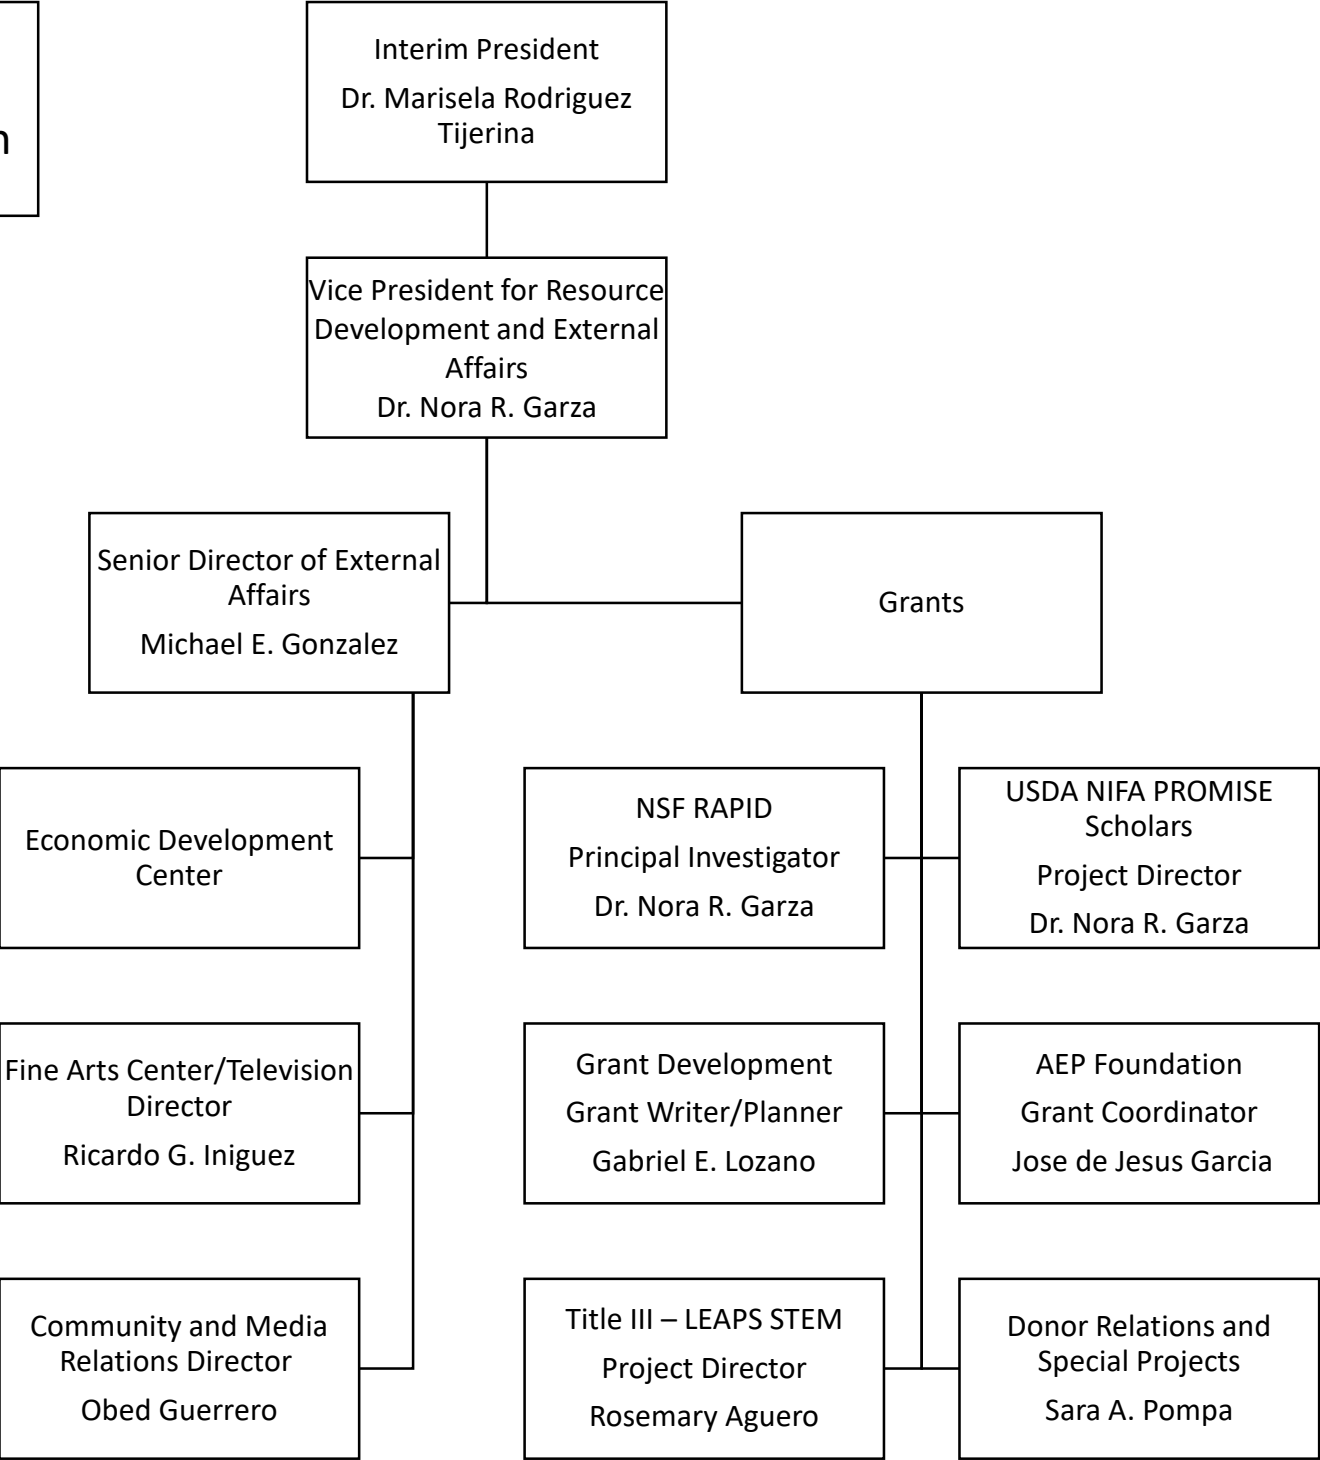 Interim President
Dr. Marisela Rodriguez
Tijerina
Vice President for Resource
Development and External
Affairs
Dr. Nora R. Garza
Senior Director of External
Affairs
Michael E. Gonzalez
Grants
Economic Development
Center
NSF RAPID
Principal Investigator
Dr. Nora R. Garza
USDA NIFA PROMISE
Scholars
Project Director
Dr. Nora R. Garza
Fine Arts Center/Television
Director
Ricardo G. Iniguez
Grant Development
Grant Writer/Planner
Gabriel E. Lozano
AEP Foundation
Grant Coordinator
Jose de Jesus Garcia
Community and Media
Relations Director
Obed Guerrero
Title III – LEAPS STEM
Project Director
Rosemary Aguero
Donor Relations and
Special Projects
Sara A. Pompa